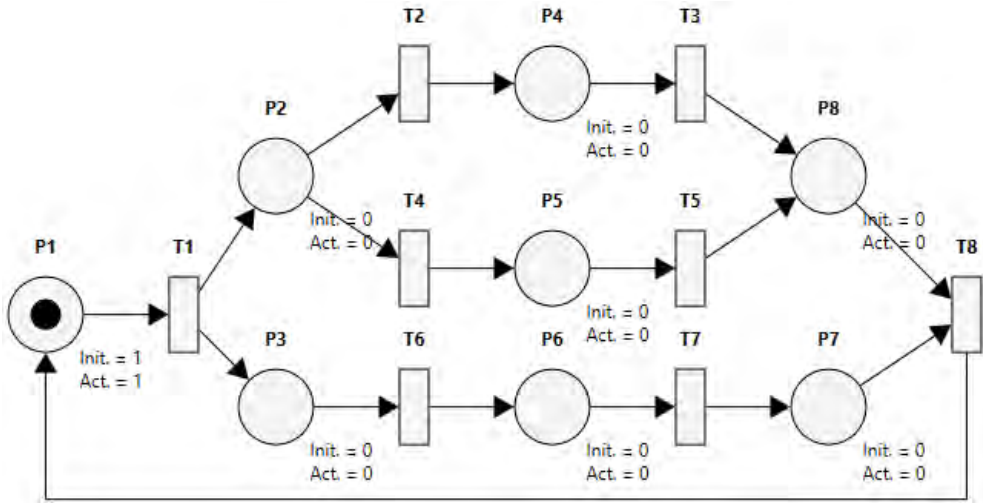 T2
P4
T3
P2
Init. = 0
Act. = 0
P8
T4
P5
T5
Init. = 0
Act. = 0
Init. = 0
Act. = 0
P1
T1
T8
Init. = 0
Act. = 0
P3
T6
P6
T7
P7
Init. = 1
Act. = 1
Init. = 0
Act. = 0
Init. = 0
Act. = 0
Init. = 0
Act. = 0